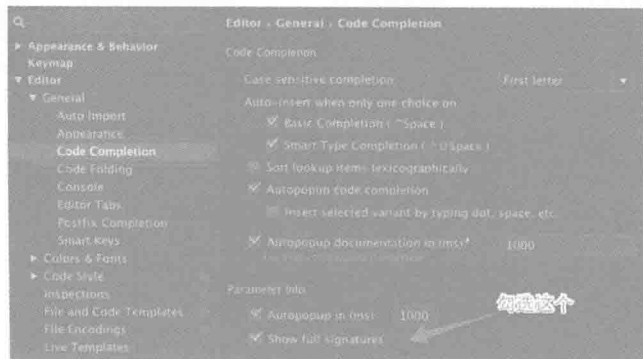 Appearance & Behavior
Keymap
Editor
General
Auto Import
Appearance
Code Completion
Code Folding
Console
Editor Tabs
Postfix Completion
Smart Keys
Colors & Fonts
Code Style
Inspections
File and Code Templates
File Encodings
Live Templates
Editor › General › Code Completion
Code Completion
Case sensitive completion: First letter
Auto-insert when only one choice on:
Basic Completion ( ^Space )
Smart Type Completion ( ^⇧Space )
Sort lookup items lexicographically
Autopopup code completion
Insert selected variant by typing dot, space, etc.
Autopopup documentation in (ms): 1000
Parameter Info
Autopopup in (ms): 1000
Show full signatures
勾选这个